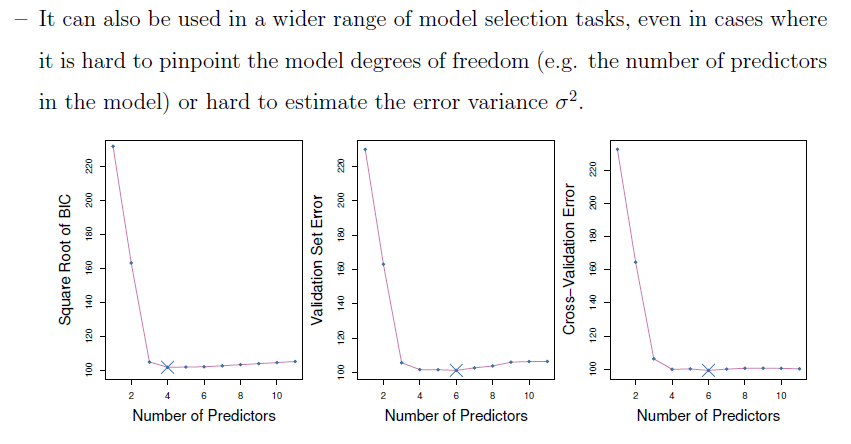 – It can also be used in a wider range of model selection tasks, even in cases where
it is hard to pinpoint the model degrees of freedom (e.g. the number of predictors
in the model) or hard to estimate the error variance σ².
Square Root of BIC
220
200
180
160
140
120
100
2 4 6 8 10
Number of Predictors
Validation Set Error
220
200
180
160
140
120
100
2 4 6 8 10
Number of Predictors
Cross−Validation Error
220
200
180
160
140
120
100
2 4 6 8 10
Number of Predictors